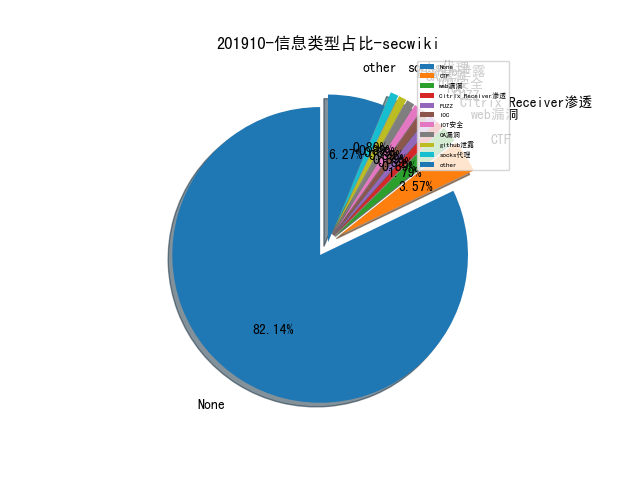 201910-信息类型占比-secwiki
other
None
CTF
web漏洞
Citrix Receiver渗透
FUZZ
IOC
IOT安全
OA漏洞
github泄露
socks代理
other
Citrix Receiver渗透
web漏洞
CTF
6.27%
1.79%
3.57%
82.14%
None